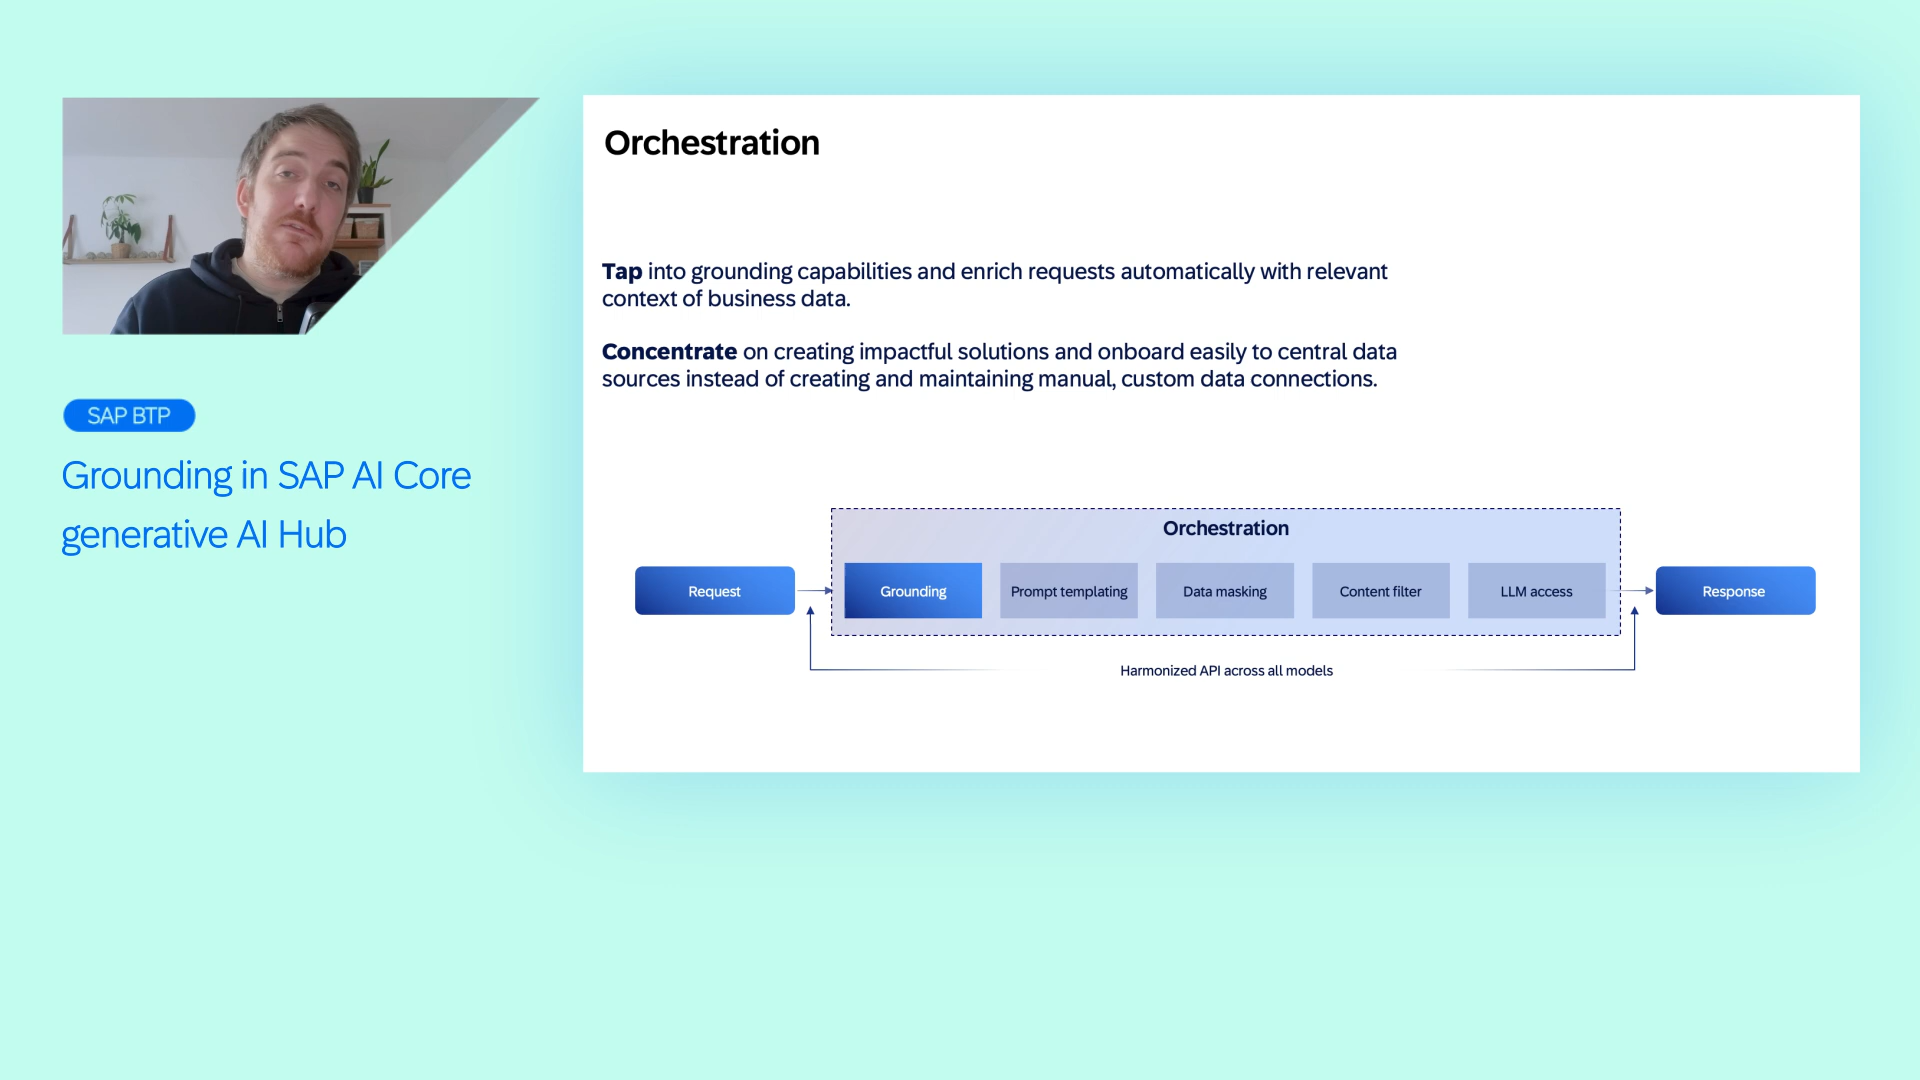 SAP BTP
Grounding in SAP AI Core
generative AI Hub
Orchestration
Tap into grounding capabilities and enrich requests automatically with relevant
context of business data.
Concentrate on creating impactful solutions and onboard easily to central data
sources instead of creating and maintaining manual, custom data connections.
Orchestration
Request
Grounding
Prompt templating
Data masking
Content filter
LLM access
Response
Harmonized API across all models